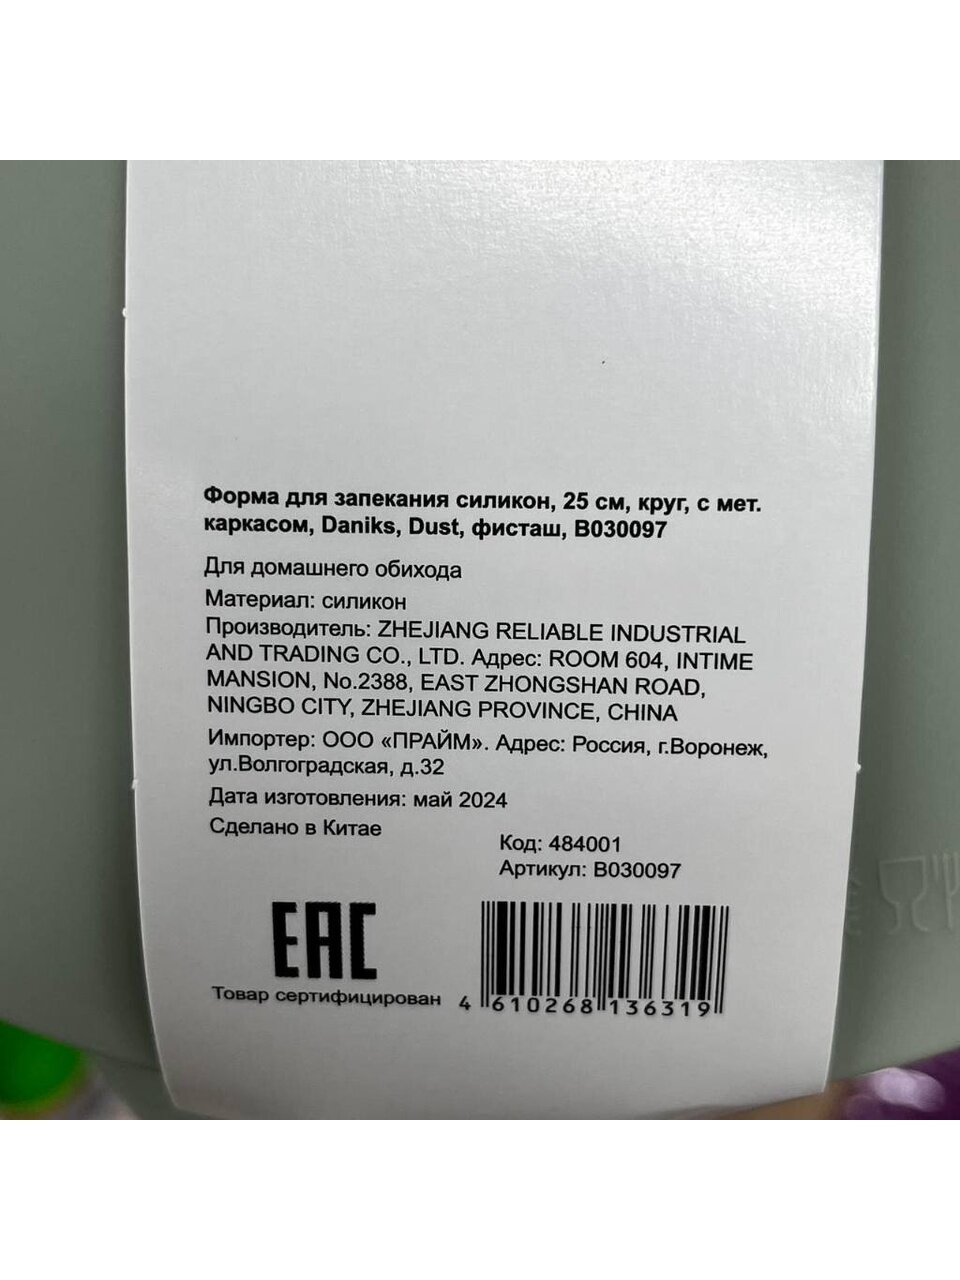 Форма для запекания силикон, 25 см, круг, с мет.
каркасом, Daniks, Dust, фисташ, B030097
Для домашнего обихода
Материал: силикон
Производитель: ZHEJIANG RELIABLE INDUSTRIAL
AND TRADING CO., LTD. Адрес: ROOM 604, INTIME
MANSION, No.2388, EAST ZHONGSHAN ROAD,
NINGBO CITY, ZHEJIANG PROVINCE, CHINA
Импортер: ООО «ПРАЙМ». Адрес: Россия, г.Воронеж,
ул.Волгоградская, д.32
Дата изготовления: май 2024
Сделано в Китае
Код: 484001
Артикул: B030097
EAC
Товар сертифицирован
4 610268 136319